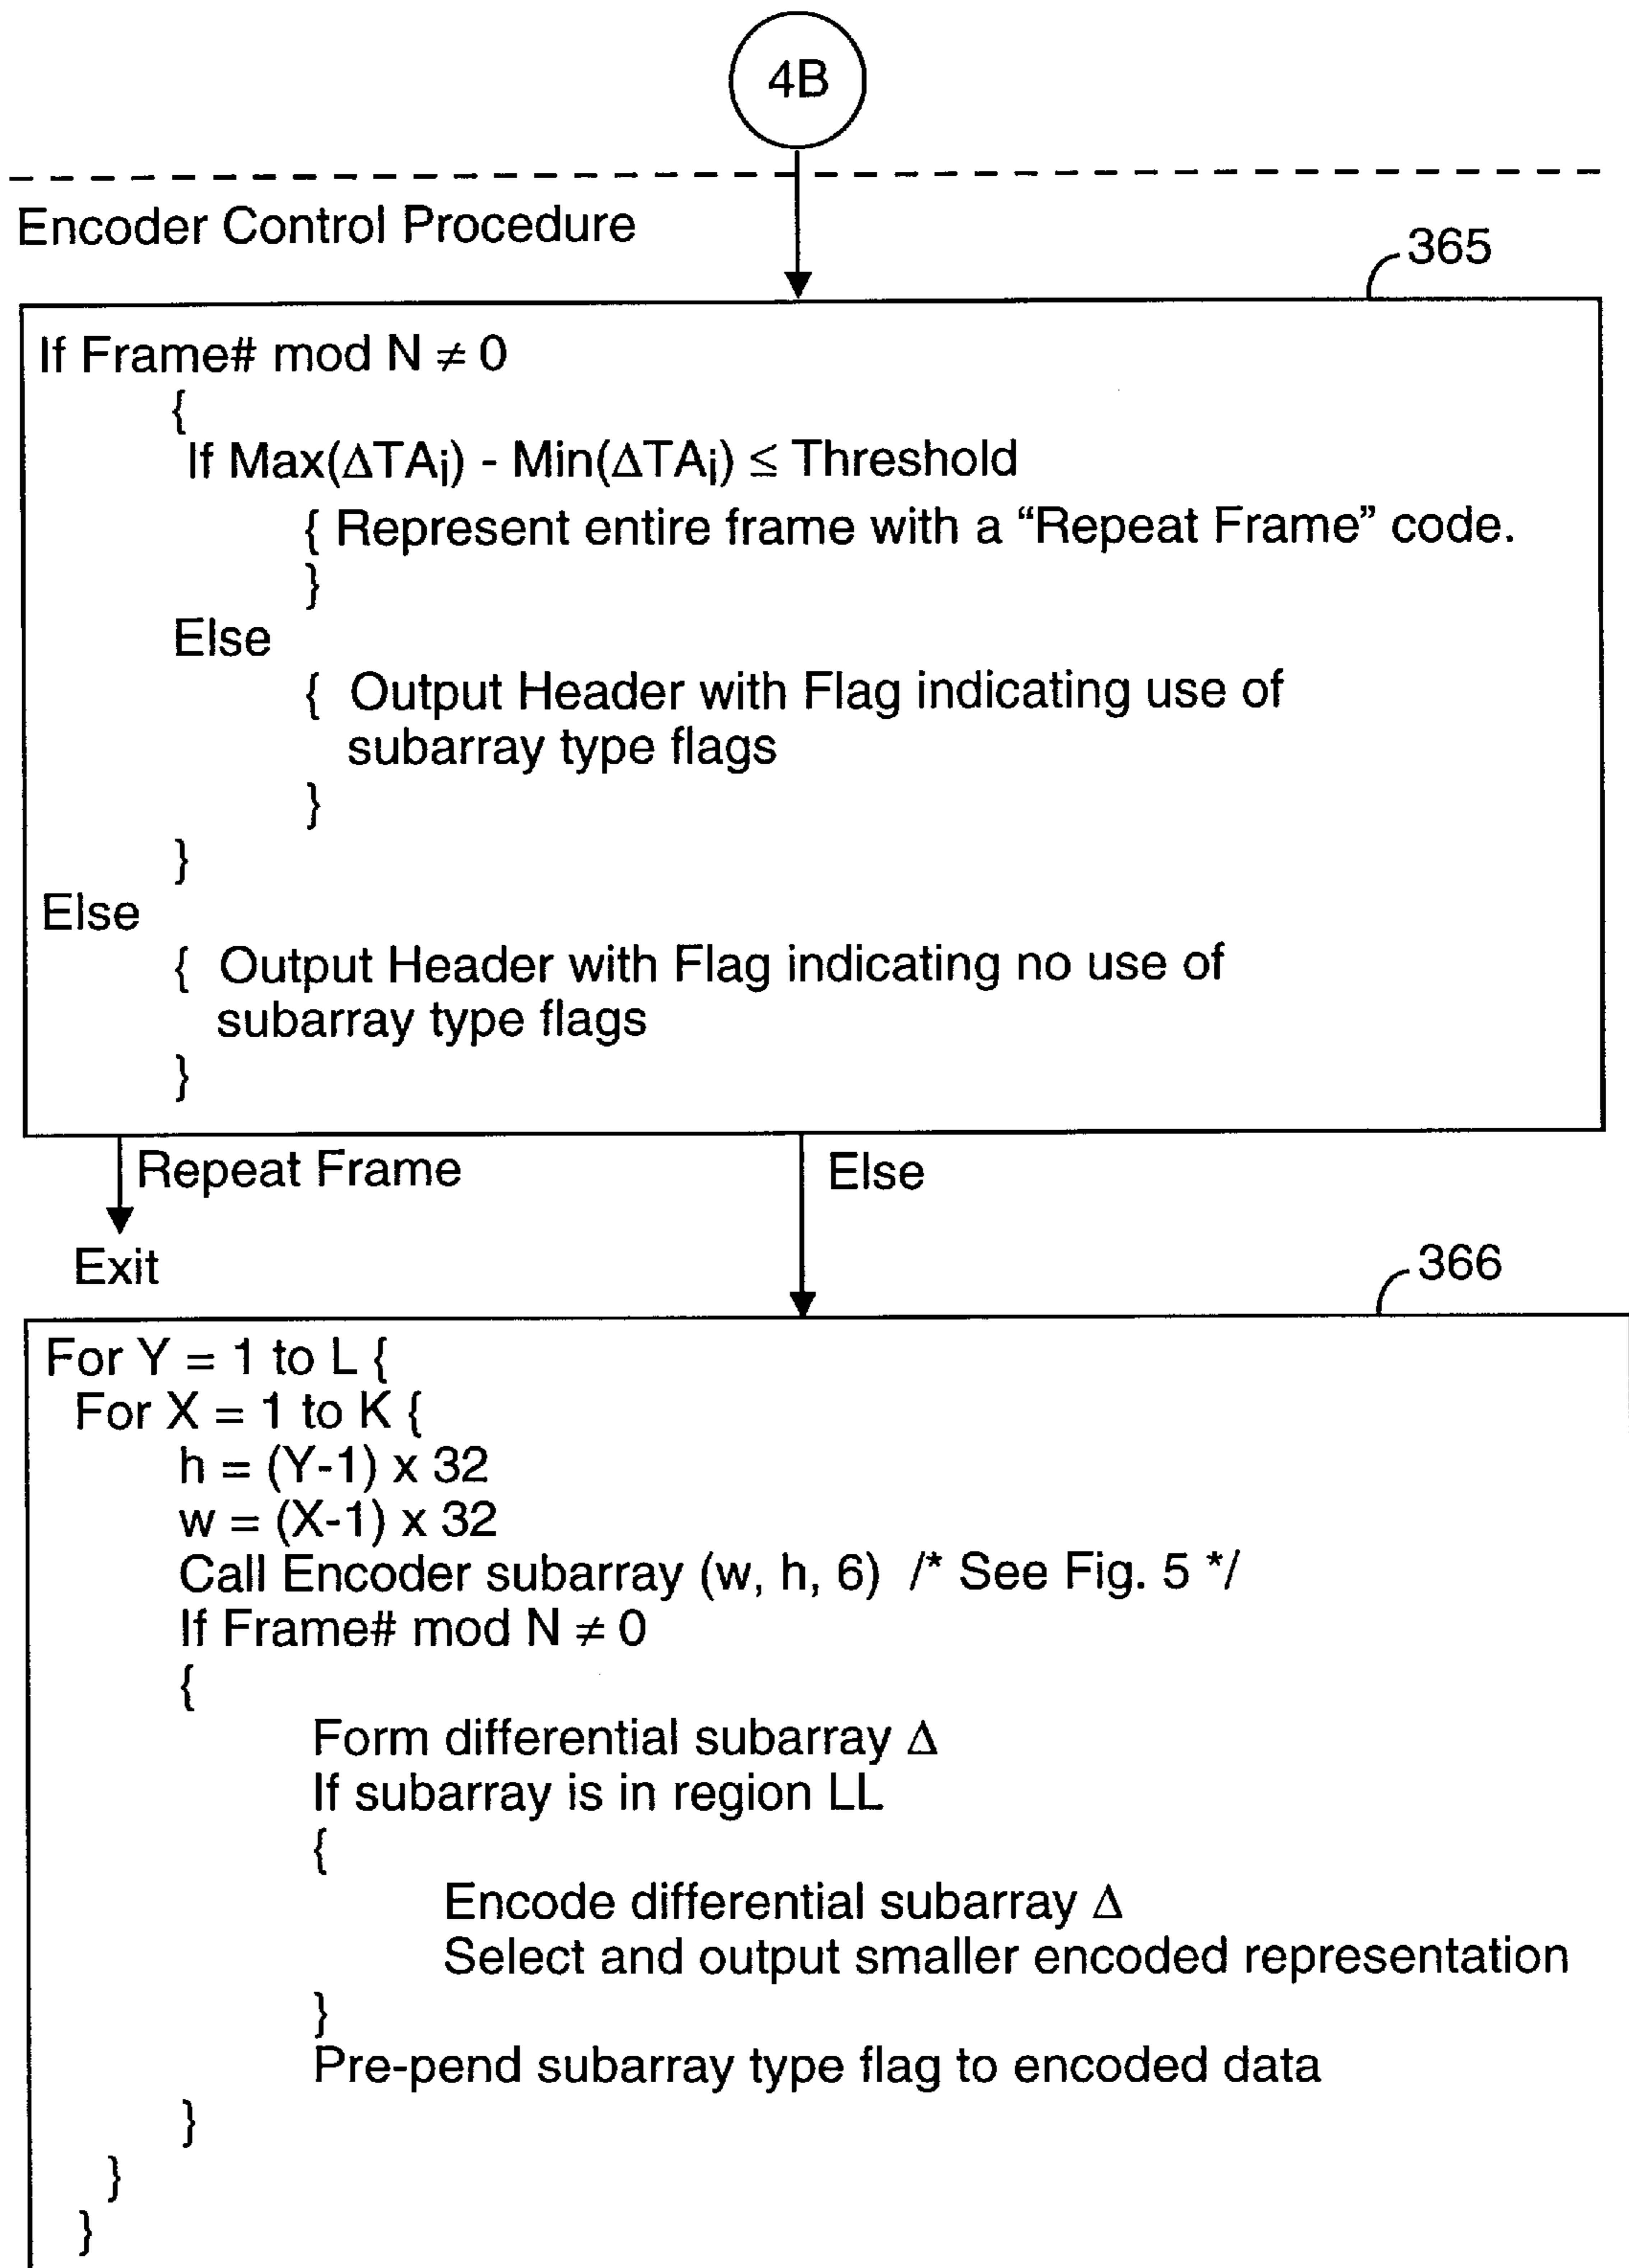 4B
Encoder Control Procedure
365
If Frame# mod N ≠ 0
{
If Max(ΔTAi) - Min(ΔTAi) ≤ Threshold
{ Represent entire frame with a “Repeat Frame” code.
}
Else
{ Output Header with Flag indicating use of
subarray type flags
}
}
Else
{ Output Header with Flag indicating no use of
subarray type flags
}
Repeat Frame
Else
Exit
366
For Y = 1 to L {
For X = 1 to K {
h = (Y-1) x 32
w = (X-1) x 32
Call Encoder subarray (w, h, 6) /* See Fig. 5 */
If Frame# mod N ≠ 0
{
Form differential subarray Δ
If subarray is in region LL
{
Encode differential subarray Δ
Select and output smaller encoded representation
}
Pre-pend subarray type flag to encoded data
}
}
}